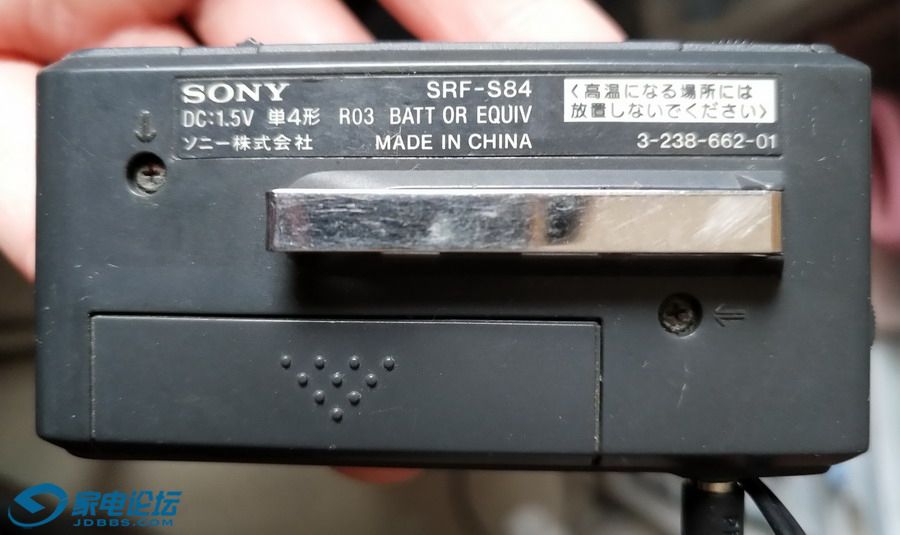 SONY SRF-S84
DC:1.5V 単4形 R03 BATT OR EQUIV
ソニー株式会社 MADE IN CHINA
〈高温になる場所には
放置しないでください〉
3-238-662-01
家电论坛
JDBBS.COM